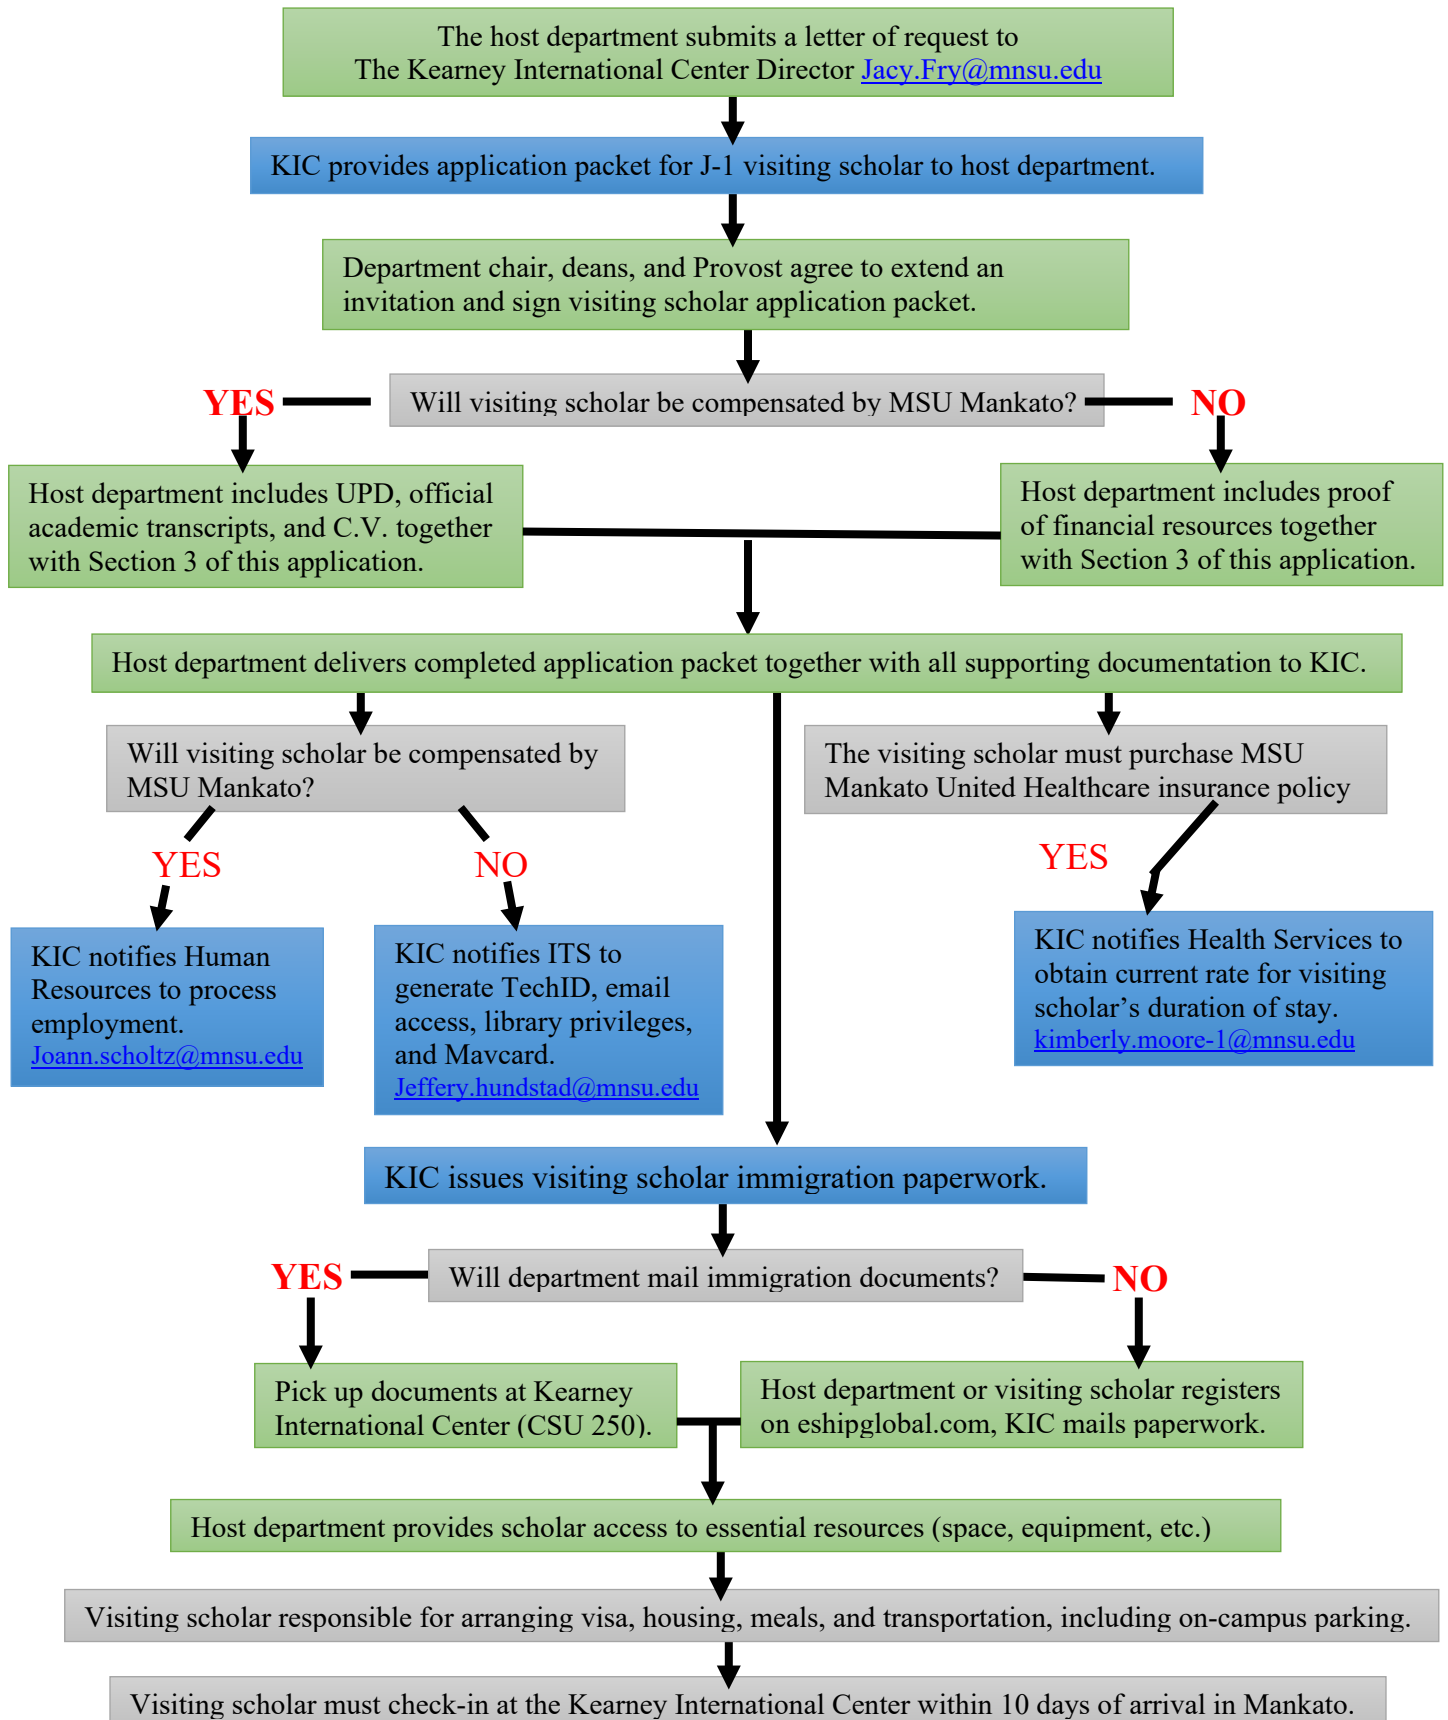 The host department submits a letter of request to
The Kearney International Center Director Jacy.Fry@mnsu.edu
KIC provides application packet for J-1 visiting scholar to host department.
Department chair, deans, and Provost agree to extend an
invitation and sign visiting scholar application packet.
YES
Will visiting scholar be compensated by MSU Mankato?
NO
Host department includes UPD, official
academic transcripts, and C.V. together
with Section 3 of this application.
Host department includes proof
of financial resources together
with Section 3 of this application.
Host department delivers completed application packet together with all supporting documentation to KIC.
Will visiting scholar be compensated by
MSU Mankato?
The visiting scholar must purchase MSU
Mankato United Healthcare insurance policy
YES
NO
YES
KIC notifies Human
Resources to process
employment.
Joann.scholtz@mnsu.edu
KIC notifies ITS to
generate TechID, email
access, library privileges,
and Mavcard.
Jeffery.hundstad@mnsu.edu
KIC notifies Health Services to
obtain current rate for visiting
scholar’s duration of stay.
kimberly.moore-1@mnsu.edu
KIC issues visiting scholar immigration paperwork.
YES
Will department mail immigration documents?
NO
Pick up documents at Kearney
International Center (CSU 250).
Host department or visiting scholar registers
on eshipglobal.com, KIC mails paperwork.
Host department provides scholar access to essential resources (space, equipment, etc.)
Visiting scholar responsible for arranging visa, housing, meals, and transportation, including on-campus parking.
Visiting scholar must check-in at the Kearney International Center within 10 days of arrival in Mankato.